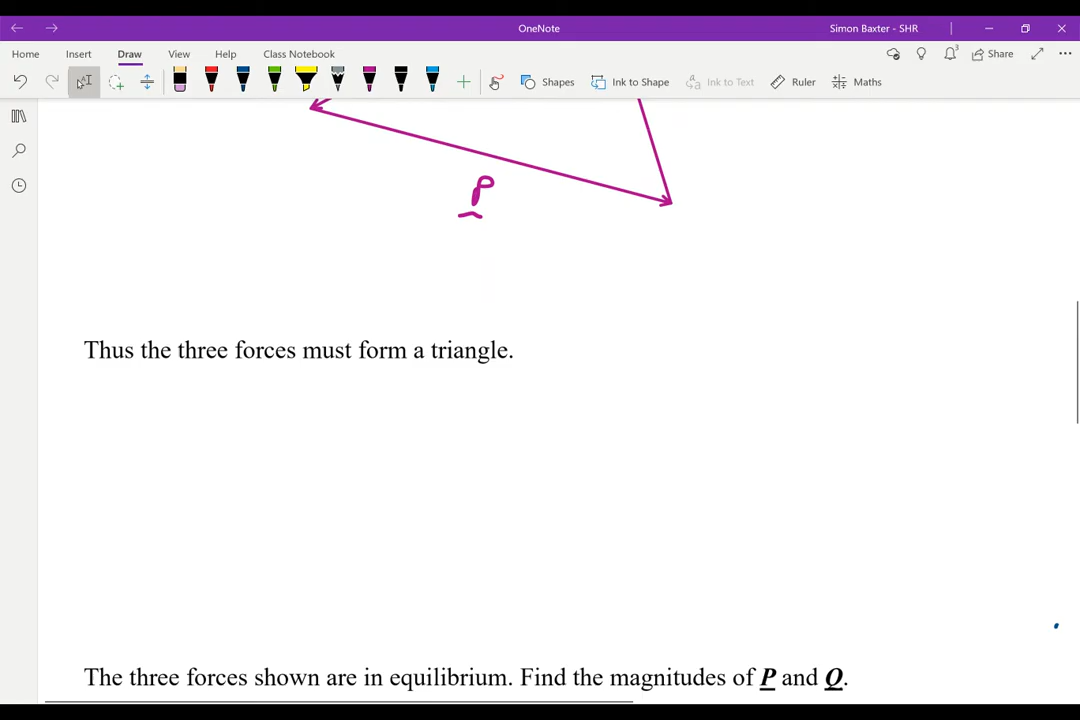 OneNote
Simon Baxter - SHR
Home Insert Draw View Help Class Notebook
3
Share
Shapes Ink to Shape Ink to Text Ruler Maths
P
Thus the three forces must form a triangle.
The three forces shown are in equilibrium. Find the magnitudes of P and Q.